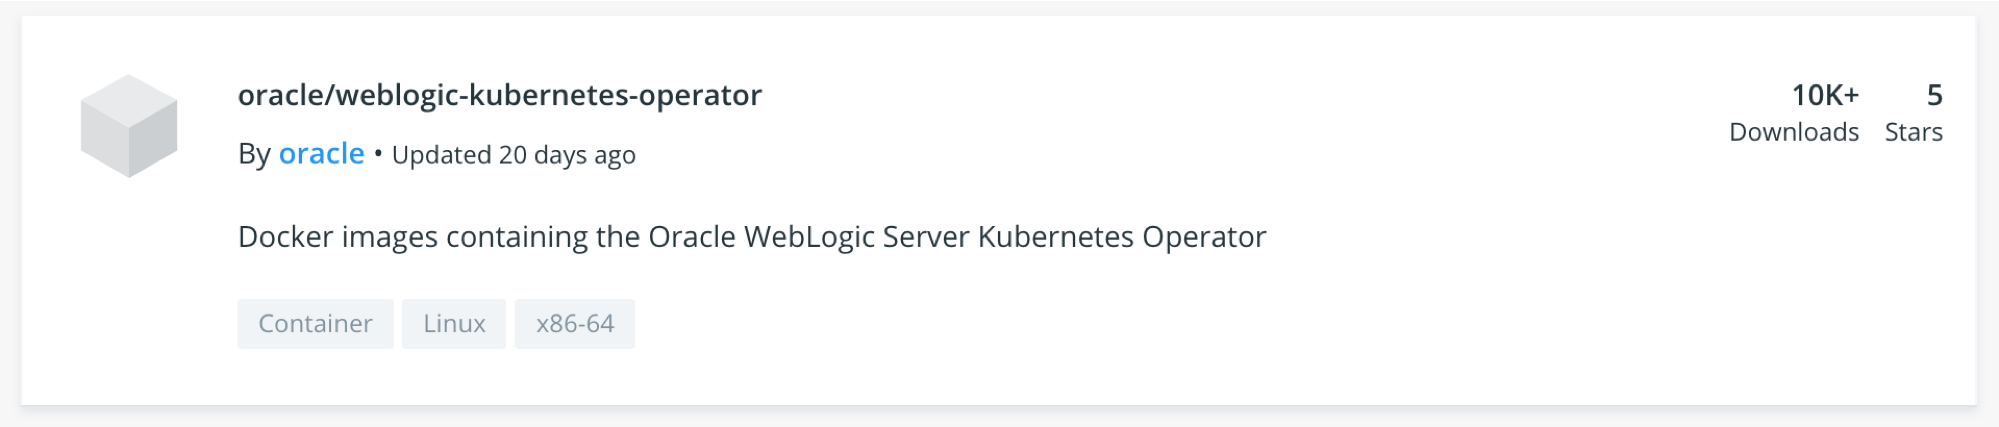 oracle/weblogic-kubernetes-operator
By oracle • Updated 20 days ago
10K+
Downloads
5
Stars
Docker images containing the Oracle WebLogic Server Kubernetes Operator
Container
Linux
x86-64